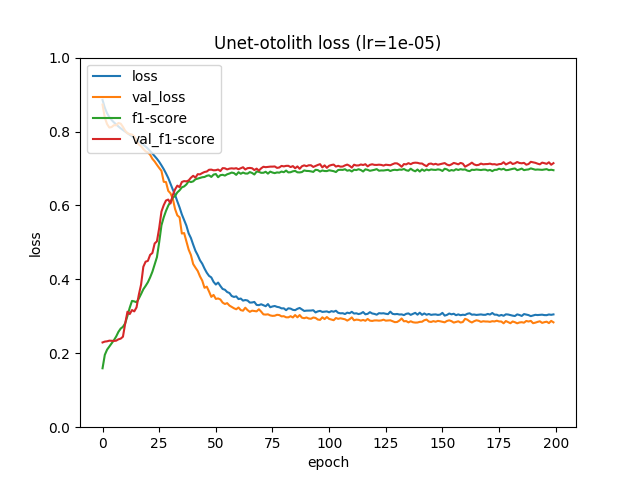 Unet-otolith loss (lr=1e-05)
loss
val_loss
f1-score
val_f1-score
1.0
0.8
0.6
0.4
0.2
0.0
loss
0 25 50 75 100 125 150 175 200
epoch